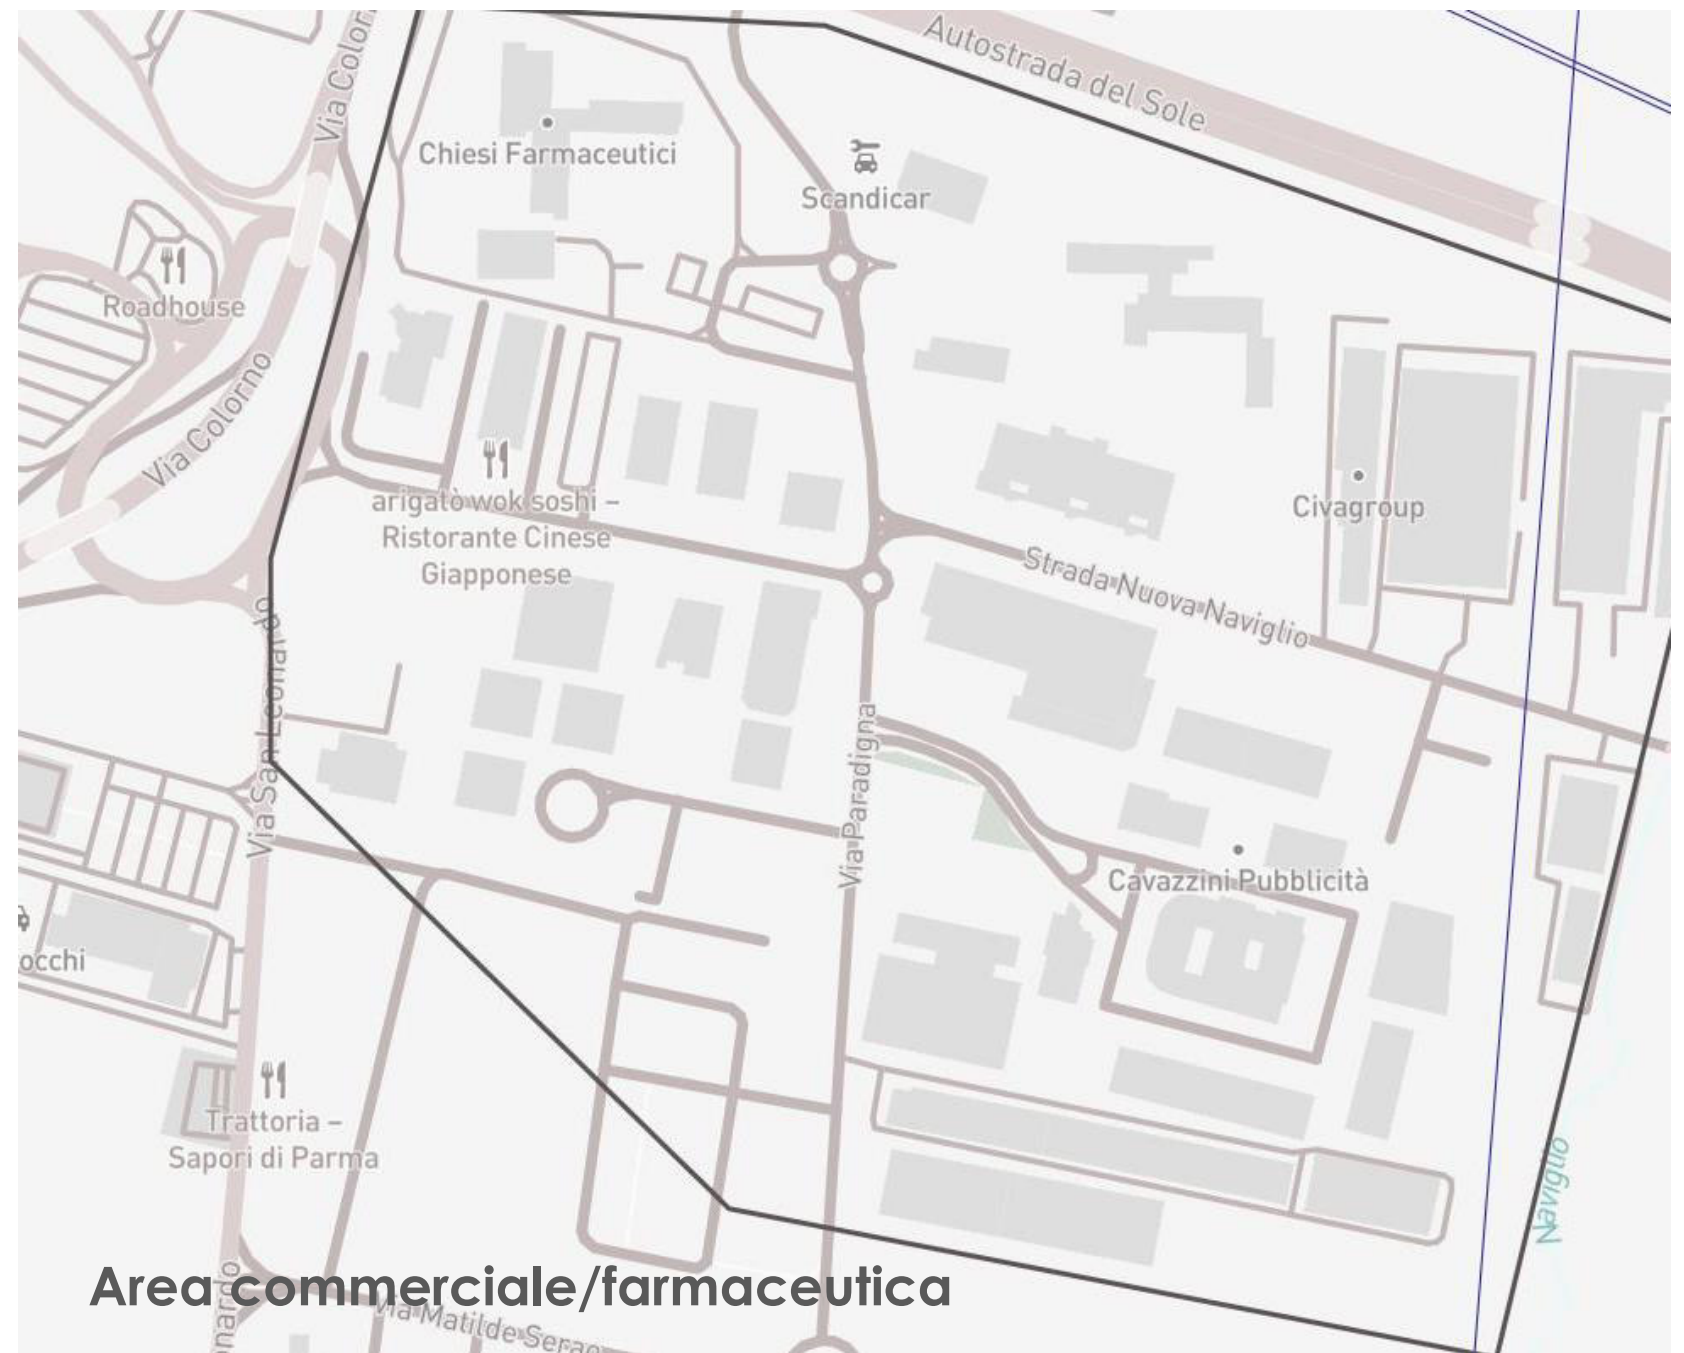 Via Colorn
Autostrada del Sole
Chiesi Farmaceutici
Scandicar
Roadhouse
Via Colorno
arigatò wok soshi –
Ristorante Cinese
Giapponese
Civagroup
Strada Nuova Naviglio
Via San Leonardo
Via Paradigna
Cavazzini Pubblicità
occhi
Trattoria –
Sapori di Parma
Naviglio
Area commerciale/farmaceutica
onardo
Via Matilde Serao